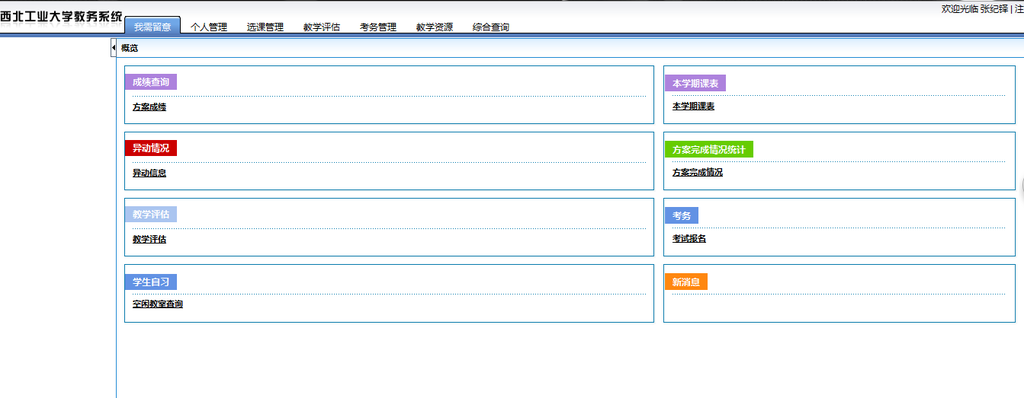 西北工业大学教务系统
欢迎光临 张纪铎 | 注
我需留意 个人管理 选课管理 教学评估 考务管理 教学资源 综合查询
概览
成绩查询
方案成绩
本学期课表
本学期课表
异动情况
异动信息
方案完成情况统计
方案完成情况
教学评估
教学评估
考务
考试报名
学生自习
空闲教室查询
新消息